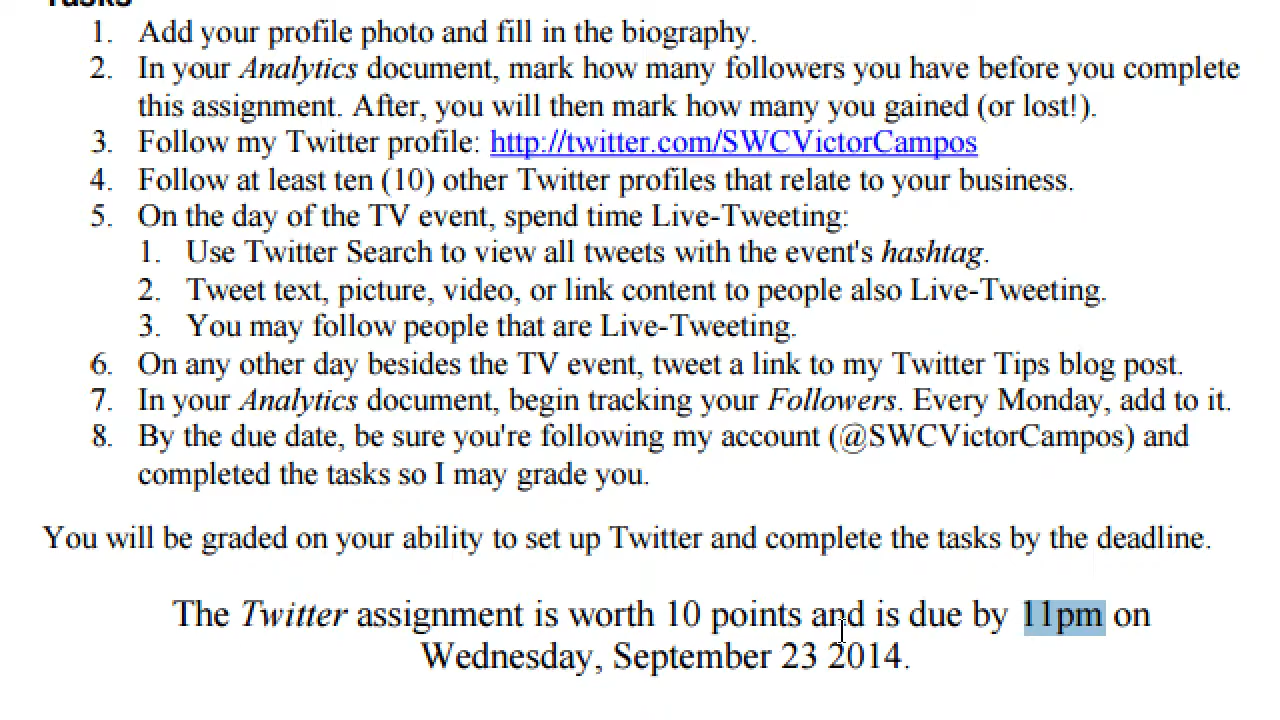 Tasks
1. Add your profile photo and fill in the biography.
2. In your Analytics document, mark how many followers you have before you complete
this assignment. After, you will then mark how many you gained (or lost!).
3. Follow my Twitter profile: http://twitter.com/SWCVictorCampos
4. Follow at least ten (10) other Twitter profiles that relate to your business.
5. On the day of the TV event, spend time Live-Tweeting:
1. Use Twitter Search to view all tweets with the event's hashtag.
2. Tweet text, picture, video, or link content to people also Live-Tweeting.
3. You may follow people that are Live-Tweeting.
6. On any other day besides the TV event, tweet a link to my Twitter Tips blog post.
7. In your Analytics document, begin tracking your Followers. Every Monday, add to it.
8. By the due date, be sure you're following my account (@SWCVictorCampos) and
completed the tasks so I may grade you.
You will be graded on your ability to set up Twitter and complete the tasks by the deadline.
The Twitter assignment is worth 10 points and is due by 11pm on
Wednesday, September 23 2014.